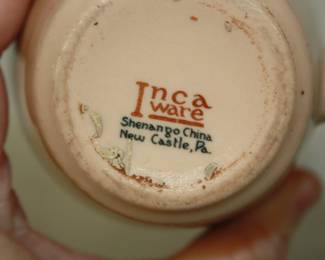 Inca
ware
Shenango China
New Castle, Pa.